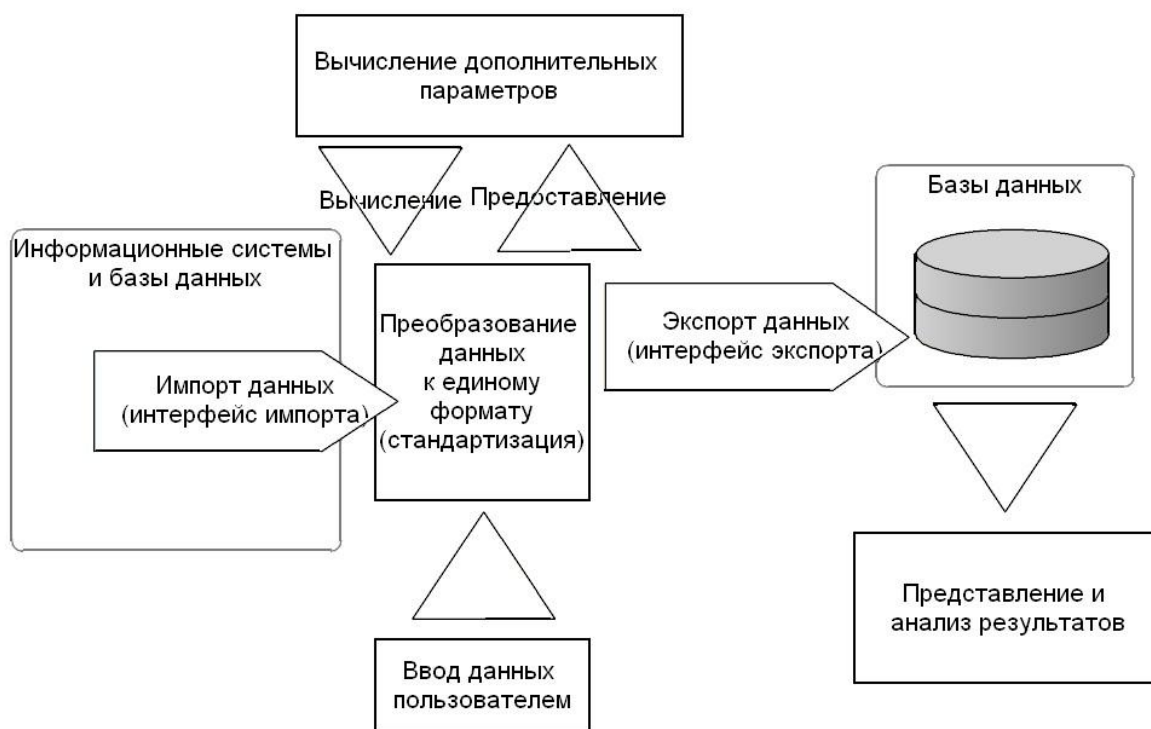 Вычисление дополнительных
параметров
Вычисление
Предоставление
Базы данных
Информационные системы
и базы данных
Преобразование
данных
к единому
формату
(стандартизация)
Экспорт данных
(интерфейс экспорта)
Импорт данных
(интерфейс импорта)
Представление и
анализ результатов
Ввод данных
пользователем